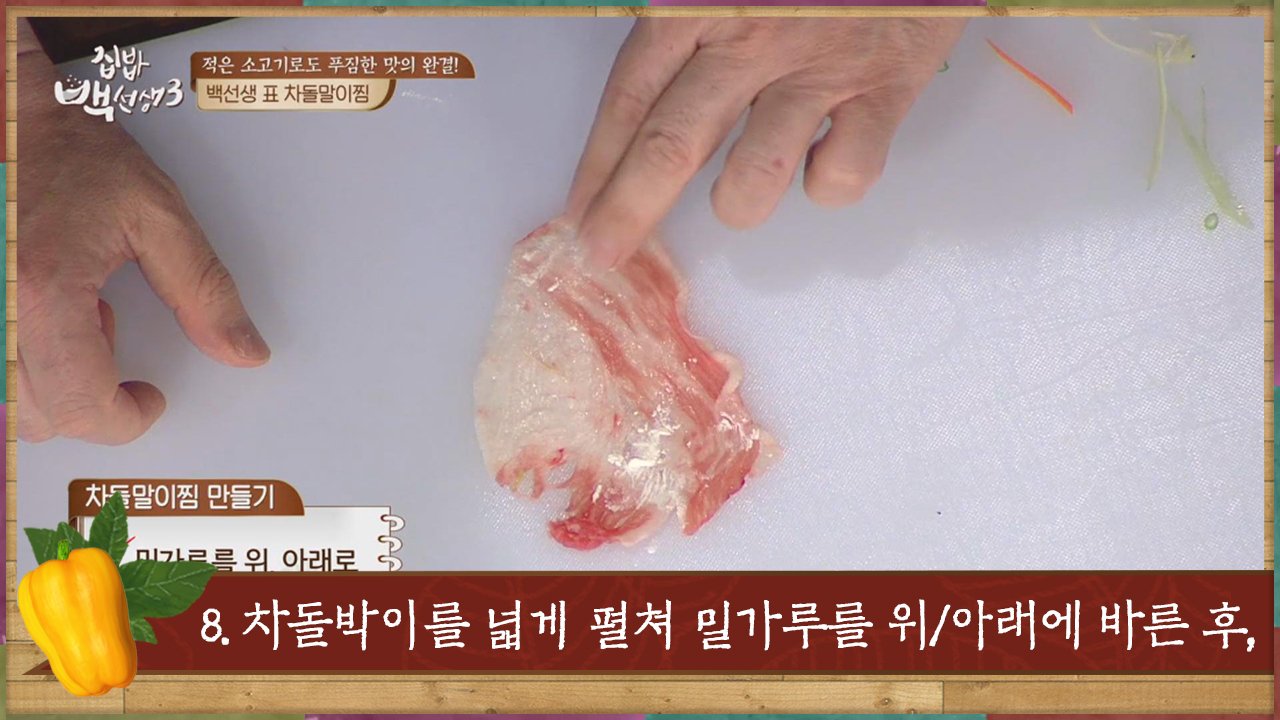 집밥
백선생3
적은 소고기로도 푸짐한 맛의 완결!
백선생 표 차돌말이찜
차돌말이찜 만들기
밀가루를 위, 아래로
8. 차돌박이를 넓게 펼쳐 밀가루를 위/아래에 바른 후,